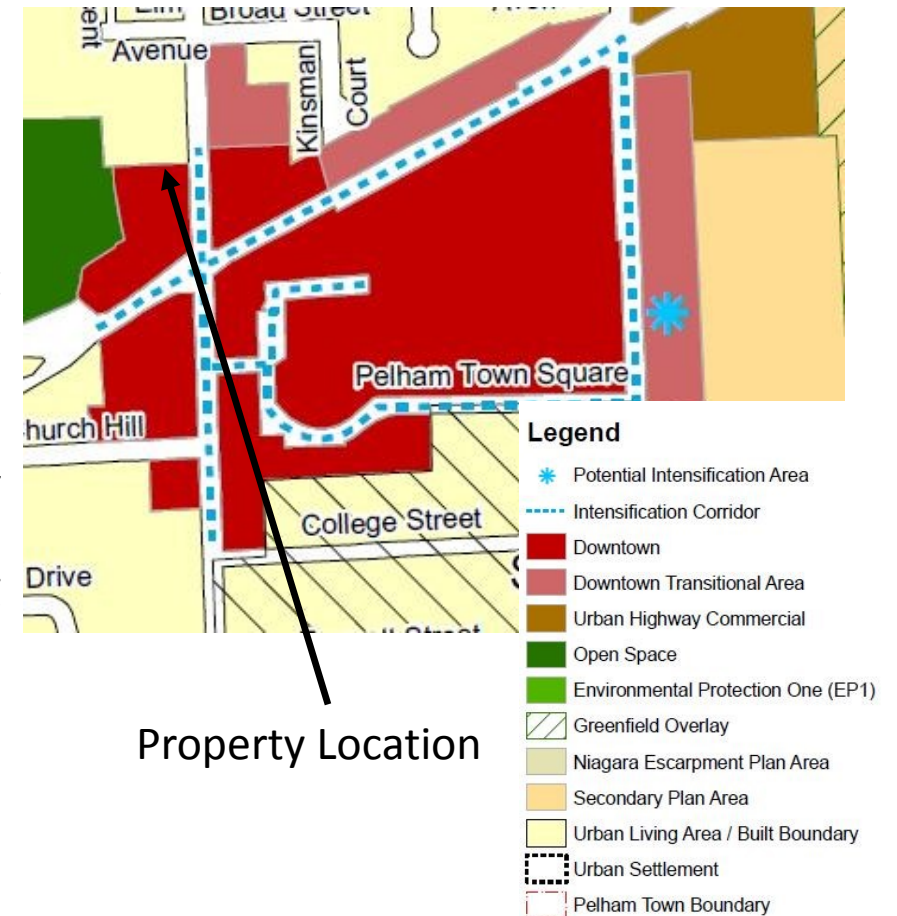 Elm
Broad Street
Avenue
Kinsman
Court
Pelham Town Square
hurch Hill
College Street
Drive
Property Location
Legend
Potential Intensification Area
Intensification Corridor
Downtown
Downtown Transitional Area
Urban Highway Commercial
Open Space
Environmental Protection One (EP1)
Greenfield Overlay
Niagara Escarpment Plan Area
Secondary Plan Area
Urban Living Area / Built Boundary
Urban Settlement
Pelham Town Boundary